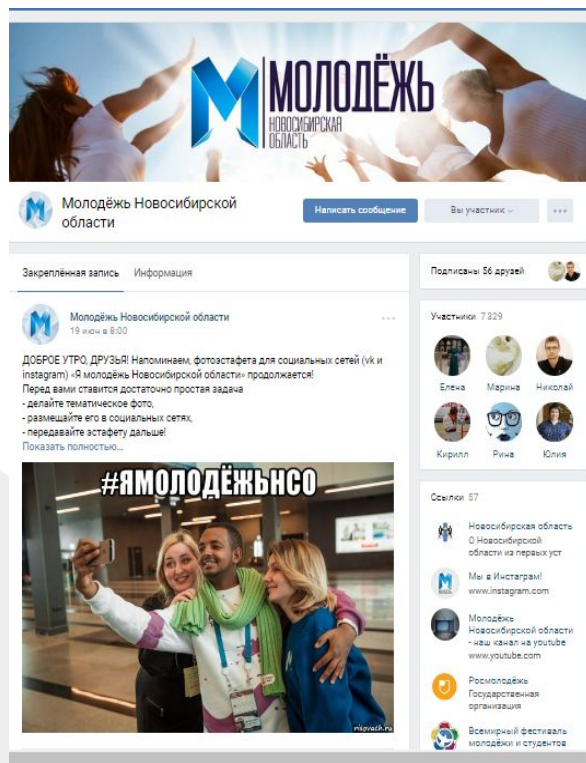 МОЛОДЁЖЬ
НОВОСИБИРСКАЯ
ОБЛАСТЬ
Молодёжь Новосибирской
области
Написать сообщение
Вы участник
Закреплённая запись Информация
Молодёжь Новосибирской области
19 июн в 8:00
ДОБРОЕ УТРО, ДРУЗЬЯ! Напоминаем, фотоэстафета для социальных сетей (vk и
instagram) «Я молодёжь Новосибирской области» продолжается!
Перед вами ставится достаточно простая задача
- делайте тематическое фото,
- размещайте его в социальных сетях,
- передавайте эстафету дальше!
Показать полностью...
#ЯМОЛОДЁЖЬНСО
risovach.ru
Подписаны 56 друзей
Участники 7 329
Елена Марина Николай
Кирилл Рина Юлия
Ссылки 57
Новосибирская область
О Новосибирской
области из первых уст
Мы в Инстаграм!
www.instagram.com
Молодёжь
Новосибирской области
- наш канал на youtube
www.youtube.com
Росмолодёжь
Государственная
организация
Всемирный фестиваль
молодёжи и студентов